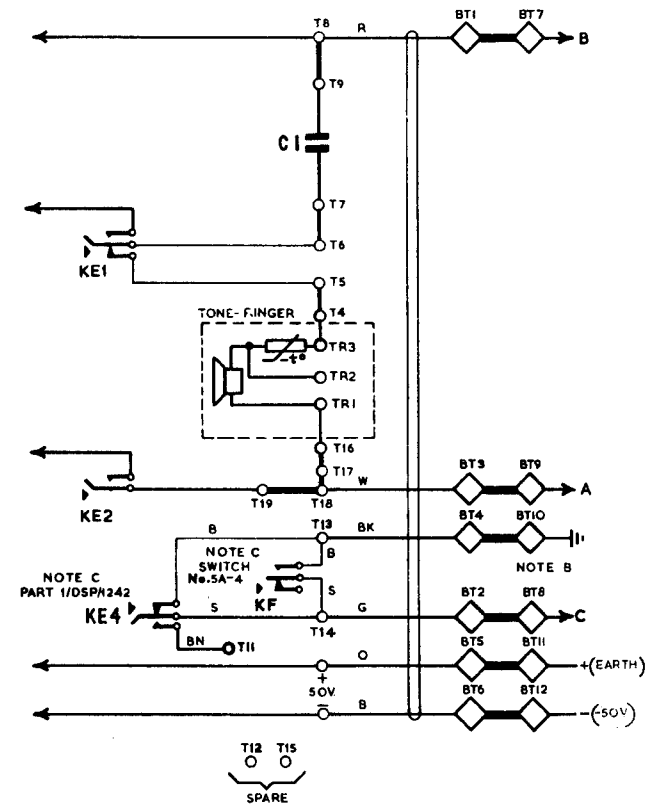 T8 R BT1 BT7 B
T9
C1
T7
T6
KE1
T5
T4
TONE-RINGER
-t°
TR3
TR2
TR1
T16
T17
T19 T18 W BT3 BT9 A
KE2
B T13 BK BT4 BT10
NOTE B
NOTE C
SWITCH
No.5A-4
B
S
KF
NOTE C
PART 1/DSP/1242
KE4 S T14 G BT2 BT8 C
BN T11
O BT5 BT11 +(EARTH)
+
50V.
–
B BT6 BT12 –(-50V)
T12 T15
SPARE